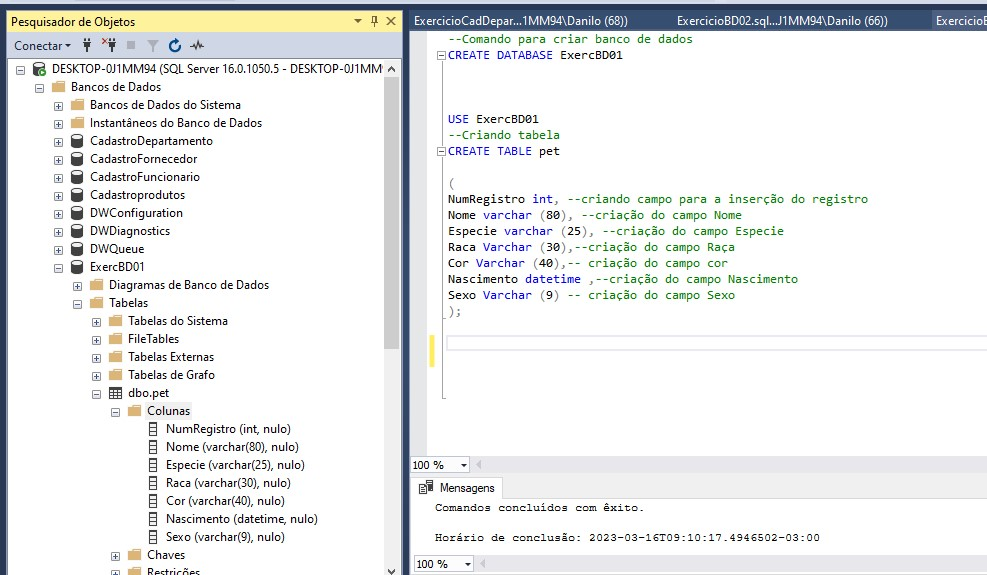 Pesquisador de Objetos
Conectar
DESKTOP-0J1MM94 (SQL Server 16.0.1050.5 - DESKTOP-0J1MM
Bancos de Dados
Bancos de Dados do Sistema
Instantâneos do Banco de Dados
CadastroDepartamento
CadastroFornecedor
CadastroFuncionario
Cadastroprodutos
DWConfiguration
DWDiagnostics
DWQueue
ExercBD01
Diagramas de Banco de Dados
Tabelas
Tabelas do Sistema
FileTables
Tabelas Externas
Tabelas de Grafo
dbo.pet
Colunas
NumRegistro (int, nulo)
Nome (varchar(80), nulo)
Especie (varchar(25), nulo)
Raca (varchar(30), nulo)
Cor (varchar(40), nulo)
Nascimento (datetime, nulo)
Sexo (varchar(9), nulo)
Chaves
Restrições
ExercicioCadDepar...1MM94\Danilo (68)) ExercicioBD02.sql...J1MM94\Danilo (66)) ExercicioB
--Comando para criar banco de dados
CREATE DATABASE ExercBD01
USE ExercBD01
--Criando tabela
CREATE TABLE pet
(
NumRegistro int, --criando campo para a inserção do registro
Nome varchar (80), --criação do campo Nome
Especie varchar (25), --criação do campo Especie
Raca Varchar (30),--criação do campo Raça
Cor Varchar (40),-- criação do campo cor
Nascimento datetime ,--criação do campo Nascimento
Sexo Varchar (9) -- criação do campo Sexo
);
100 %
Mensagens
Comandos concluídos com êxito.
Horário de conclusão: 2023-03-16T09:10:17.4946502-03:00
100 %